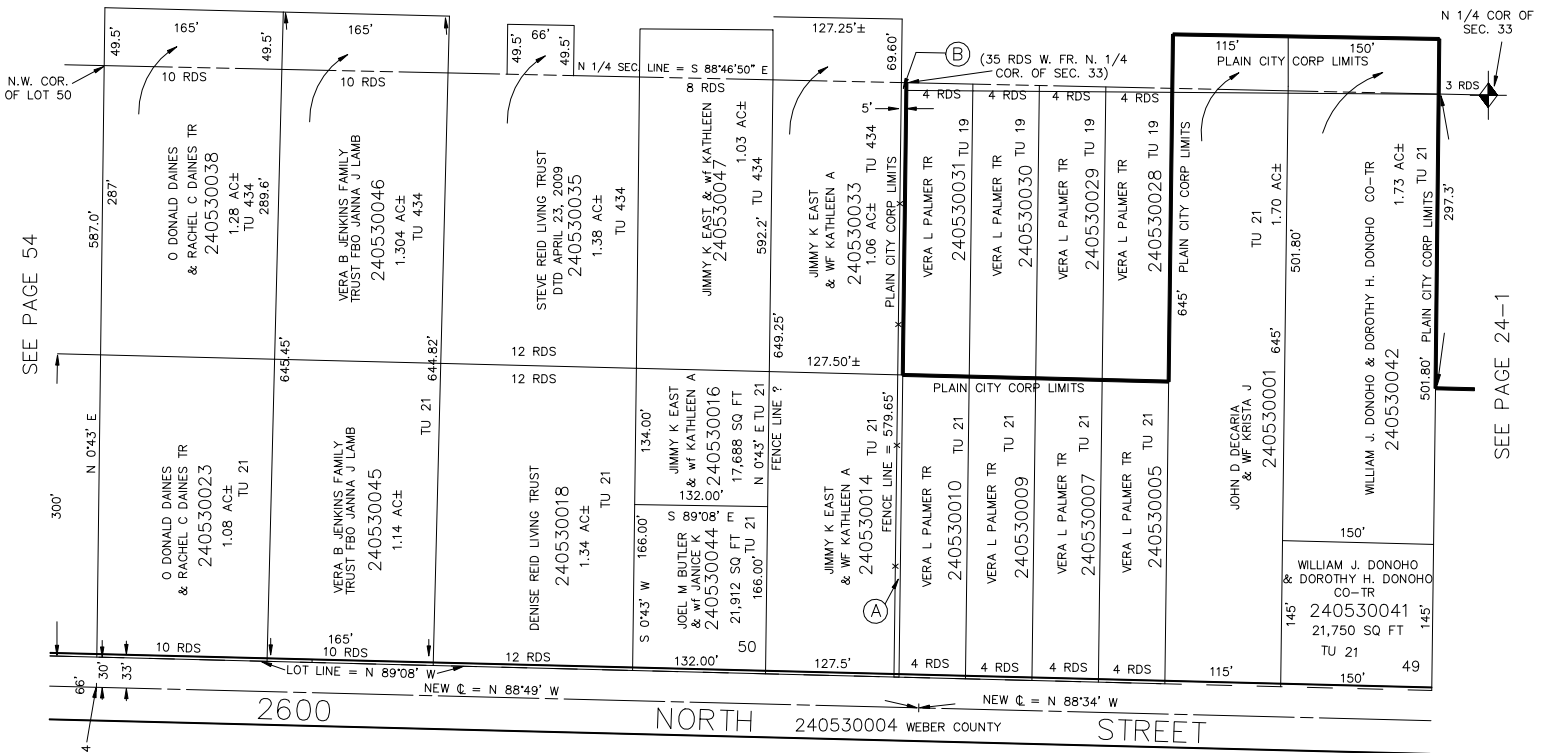 N 1/4 COR OF
SEC. 33
165'
165'
66'
127.25'±
69.60'
49.5'
49.5'
49.5'
49.5'
N.W. COR.
OF LOT 50
10 RDS
10 RDS
N 1/4 SEC. LINE = S 88°46'50" E
8 RDS
B
(35 RDS W. FR. N. 1/4
COR. OF SEC. 33)
5'
4 RDS
4 RDS
4 RDS
4 RDS
115'
150'
PLAIN CITY CORP LIMITS
3 RDS
SEE PAGE 54
587.0'
287'
O DONALD DAINES
& RACHEL C DAINES TR
240530038
1.28 AC±
TU 434
289.6'
VERA B JENKINS FAMILY
TRUST FBO JANNA J LAMB
240530046
1.304 AC±
TU 434
STEVE REID LIVING TRUST
DTD APRIL 23, 2009
240530035
1.38 AC±
TU 434
JIMMY K EAST & wf KATHLEEN
240530047
1.03 AC±
592.2' TU 434
JIMMY K EAST
& WF KATHLEEN A
240530033
1.06 AC± TU 434
PLAIN CITY CORP LIMITS
VERA L PALMER TR
240530031 TU 19
VERA L PALMER TR
240530030 TU 19
VERA L PALMER TR
240530029 TU 19
VERA L PALMER TR
240530028 TU 19
PLAIN CITY CORP LIMITS
645'
TU 21
1.70 AC±
501.80'
1.73 AC±
TU 21
PLAIN CITY CORP LIMITS
297.3'
501.80'
SEE PAGE 24-1
645.45'
644.82'
649.25'
12 RDS
12 RDS
127.50'±
PLAIN CITY CORP LIMITS
N 0°43' E
300'
O DONALD DAINES
& RACHEL C DAINES TR
240530023
1.08 AC±
TU 21
VERA B JENKINS FAMILY
TRUST FBO JANNA J LAMB
240530045
1.14 AC±
TU 21
DENISE REID LIVING TRUST
240530018
1.34 AC±
TU 21
134.00'
JIMMY K EAST
& wf KATHLEEN A
240530016
17,688 SQ FT
N 0°43' E TU 21
FENCE LINE ?
132.00'
S 89°08' E
S 0°43' W 166.00'
JOEL M BUTLER
& wf JANICE K
240530044
21,912 SQ FT
TU 21
166.00'
50
132.00'
JIMMY K EAST
& WF KATHLEEN A
240530014
TU 21
FENCE LINE = 579.65'
A
127.5'
VERA L PALMER TR
240530010 TU 21
VERA L PALMER TR
240530009 TU 21
VERA L PALMER TR
240530007 TU 21
VERA L PALMER TR
240530005 TU 21
JOHN D DECARIA
& WF KRISTA J
240530001 645'
WILLIAM J. DONOHO & DOROTHY H. DONOHO CO-TR
240530042
150'
WILLIAM J. DONOHO
& DOROTHY H. DONOHO
CO-TR
240530041
21,750 SQ FT
TU 21
145'
145'
49
10 RDS
165'
10 RDS
12 RDS
4 RDS
4 RDS
4 RDS
4 RDS
115'
150'
66'
30'
33'
LOT LINE = N 89°08' W
NEW ℄ = N 88°49' W
NEW ℄ = N 88°34' W
2600 NORTH 240530004 WEBER COUNTY STREET
4